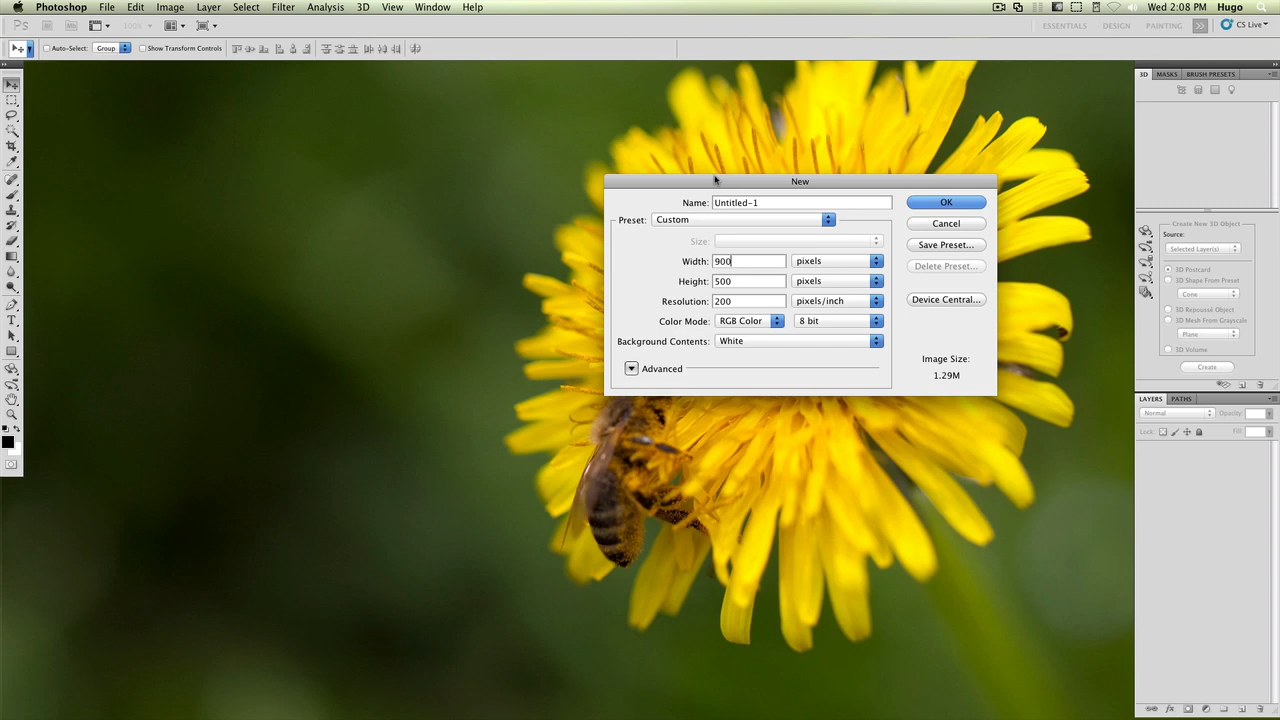 Photoshop File Edit Image Layer Select Filter Analysis 3D View Window Help Wed 2:08 PM Hugo
Ps 100% ESSENTIALS DESIGN PAINTING >> CS Live
Auto-Select: Group Show Transform Controls
3D MASKS BRUSH PRESETS
New
Name: Untitled-1 OK
Preset: Custom Cancel
Size: Save Preset...
Width: 900 pixels Delete Preset...
Height: 500 pixels
Resolution: 200 pixels/inch Device Central...
Color Mode: RGB Color 8 bit
Background Contents: White
Image Size:
Advanced 1.29M
Create New 3D Object
Source:
Selected Layer(s)
3D Postcard
3D Shape From Preset
Cone
3D Repoussé Object
3D Mesh From Grayscale
Plane
3D Volume
Create
LAYERS PATHS
Normal Opacity:
Lock: Fill: